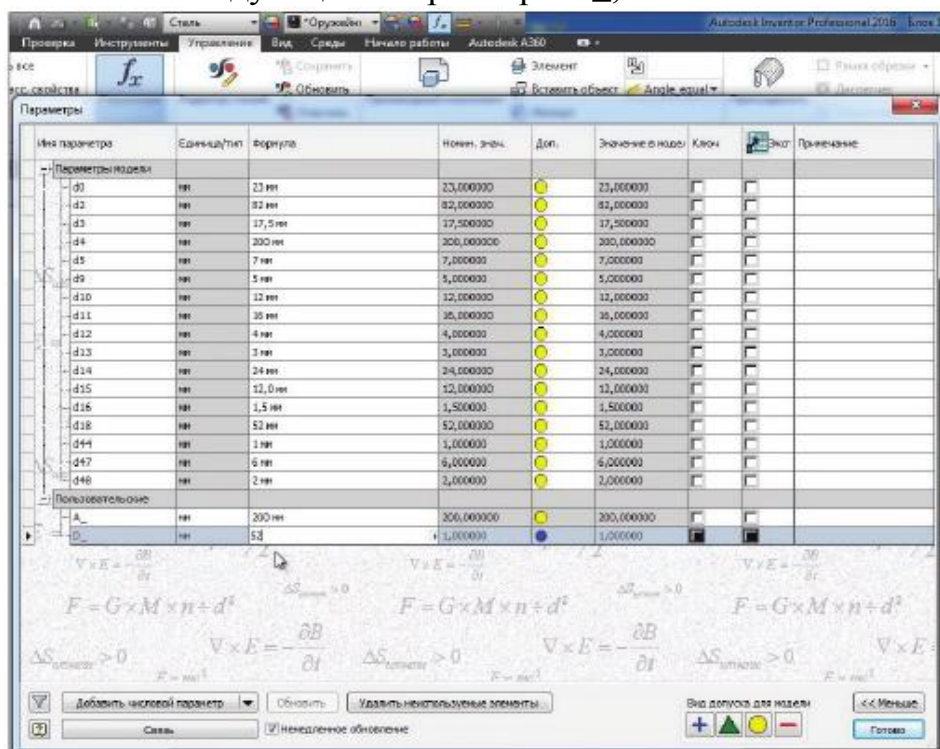 Сталь *Оружейн Autodesk Inventor Professional 2016 Блок
Проверка Инструменты Управление Вид Среды Начало работы Autodesk A360
все Сохранить Элемент Языка образки
сс. свойства Обновить Вставить объект Angle_equal
Параметры
Имя параметра Единица/тип Формула Номин. знач. Доп. Значение в модел Ключ Экст Примечание
Параметры модели
d0 мм 23 мм 23,000000 23,000000
d2 мм 82 мм 82,000000 82,000000
d3 мм 17,5 мм 17,500000 17,500000
d4 мм 200 мм 200,000000 200,000000
d5 мм 7 мм 7,000000 7,000000
d9 мм 5 мм 5,000000 5,000000
d10 мм 12 мм 12,000000 12,000000
d11 мм 16 мм 16,000000 16,000000
d12 мм 4 мм 4,000000 4,000000
d13 мм 3 мм 3,000000 3,000000
d14 мм 24 мм 24,000000 24,000000
d15 мм 12,0 мм 12,000000 12,000000
d16 мм 1,5 мм 1,500000 1,500000
d18 мм 52 мм 52,000000 52,000000
d44 мм 1 мм 1,000000 1,000000
d47 мм 6 мм 6,000000 6,000000
d48 мм 2 мм 2,000000 2,000000
Пользовательские
A_ мм 200 мм 200,000000 200,000000
D_ мм 52 1,000000 1,000000
Добавить числовой параметр Обновить Удалить неиспользуемые элементы Вид допуска для модели << Меньше
Связь Немедленное обновление Готово